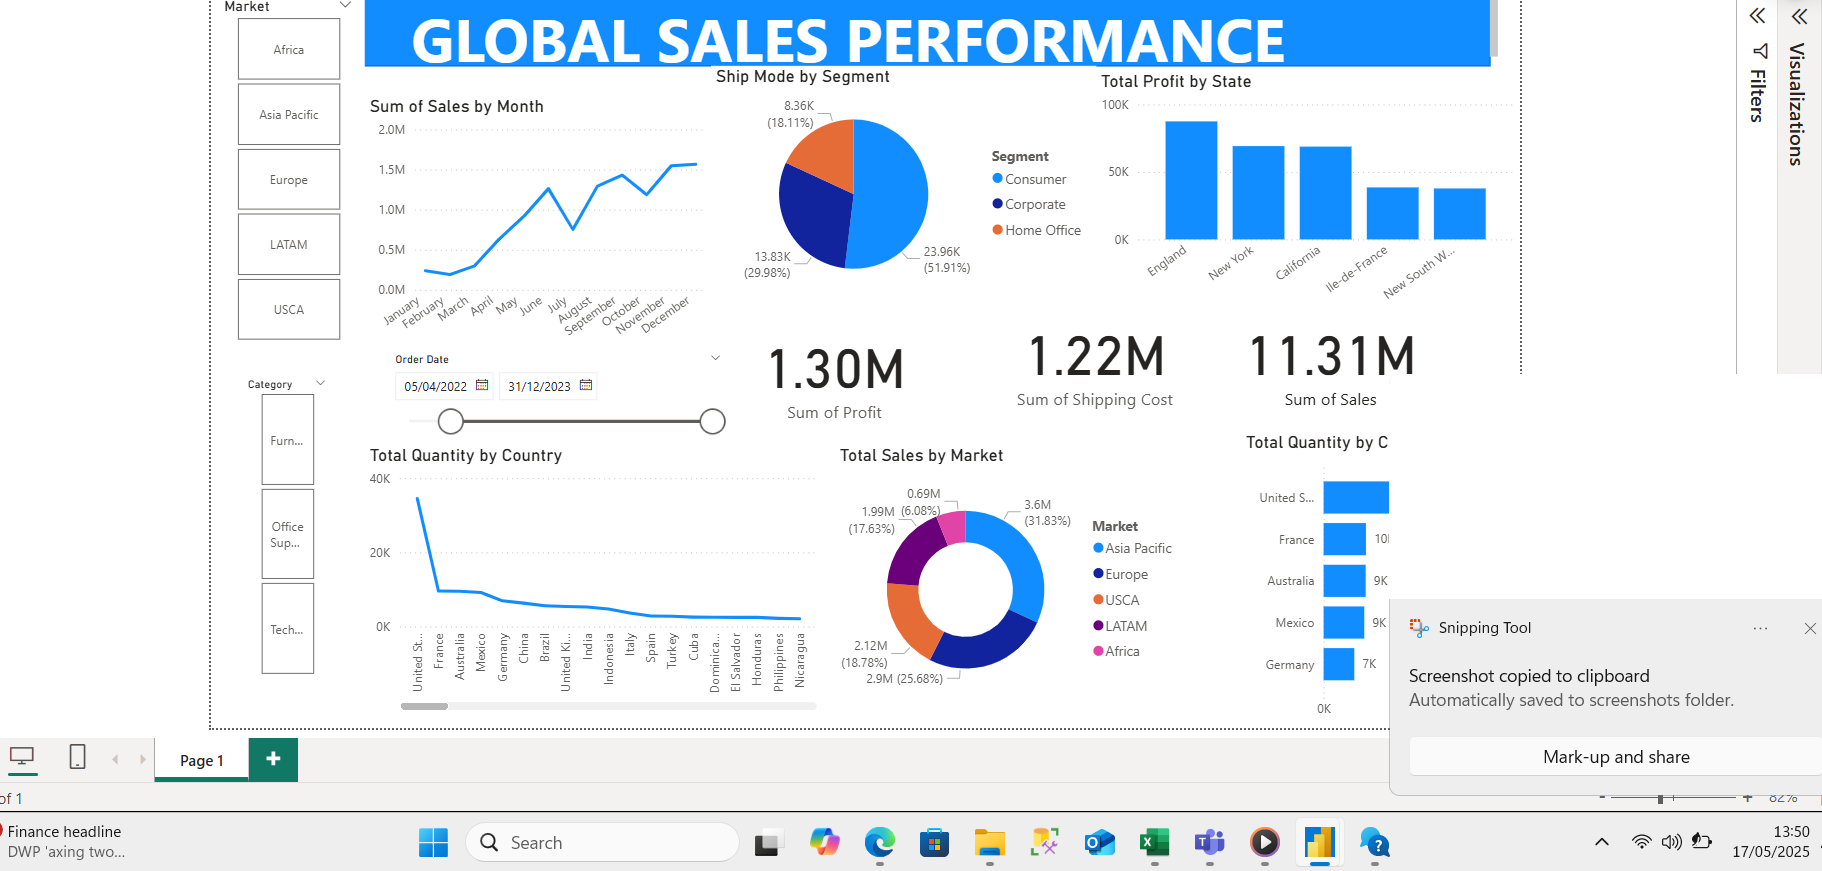 Market
Africa
Asia Pacific
Europe
LATAM
USCA
Category
Furn...
Office
Sup...
Tech...
GLOBAL SALES PERFORMANCE
Sum of Sales by Month
2.0M
1.5M
1.0M
0.5M
0.0M
January
February
March
April
May
June
July
August
September
October
November
December
Ship Mode by Segment
8.36K
(18.11%)
13.83K
(29.98%)
23.96K
(51.91%)
Segment
Consumer
Corporate
Home Office
Total Profit by State
100K
50K
0K
England
New York
California
Ile-de-France
New South W...
Order Date
05/04/2022
31/12/2023
1.30M
Sum of Profit
1.22M
Sum of Shipping Cost
11.31M
Sum of Sales
Total Quantity by Country
40K
20K
0K
United St...
France
Australia
Mexico
Germany
China
Brazil
United Ki...
India
Indonesia
Italy
Spain
Turkey
Cuba
Dominica...
El Salvador
Honduras
Philippines
Nicaragua
Total Sales by Market
0.69M
(6.08%)
1.99M
(17.63%)
3.6M
(31.83%)
2.12M
(18.78%)
2.9M (25.68%)
Market
Asia Pacific
Europe
USCA
LATAM
Africa
Total Quantity by C
United S...
France
10
Australia
9K
Mexico
9K
Germany
7K
0K
Filters
Visualizations
Snipping Tool
Screenshot copied to clipboard
Automatically saved to screenshots folder.
Mark-up and share
Page 1
of 1
82%
Finance headline
DWP 'axing two...
Search
13:50
17/05/2025